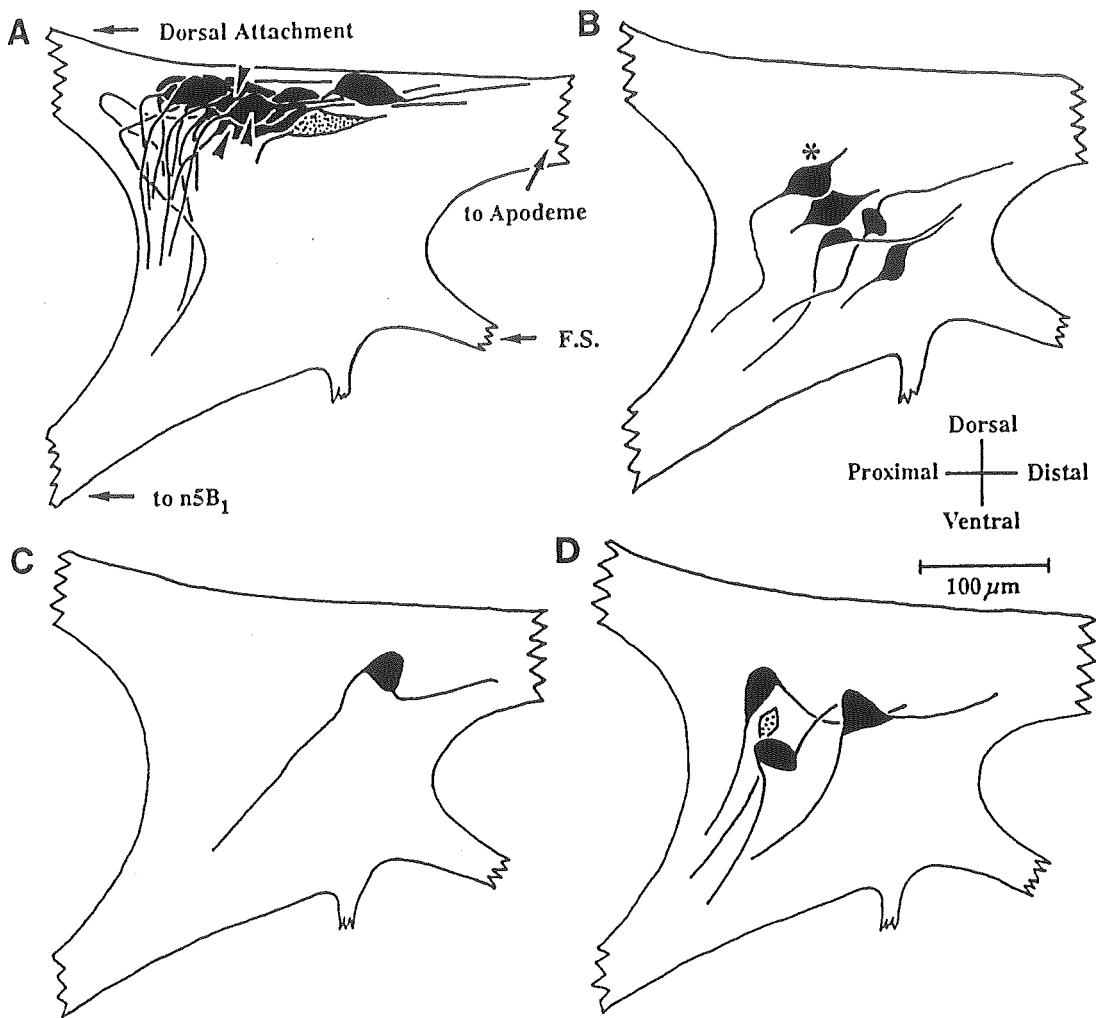 A
Dorsal Attachment
to Apodeme
F.S.
to n5B1
B
*
Dorsal
Proximal
Distal
Ventral
100 µm
C
D